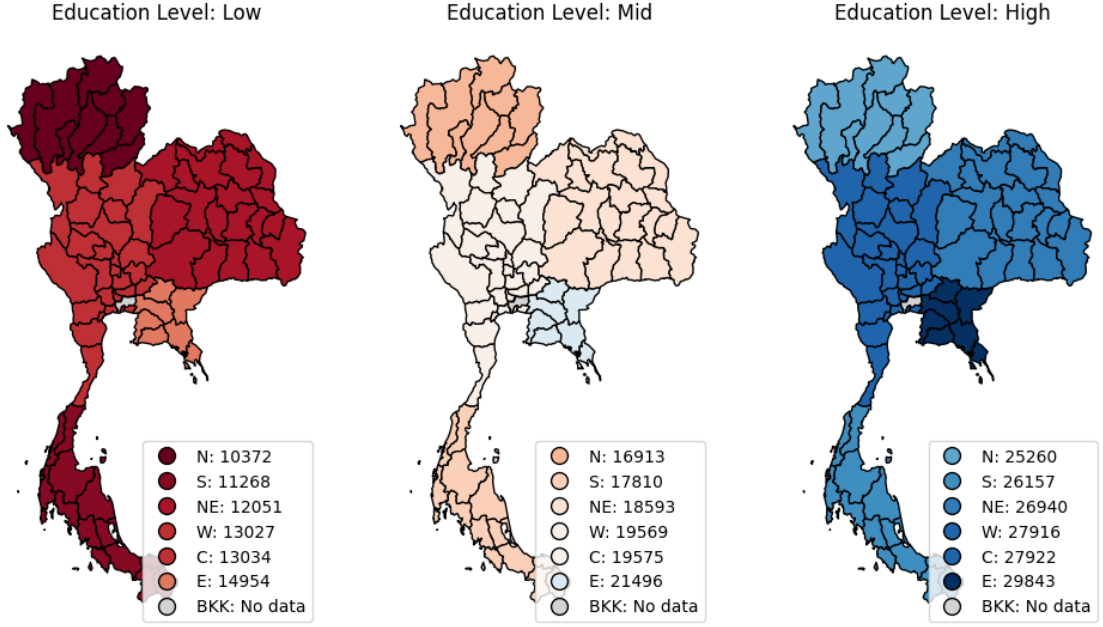 Education Level: Low
N: 10372
S: 11268
NE: 12051
W: 13027
C: 13034
E: 14954
BKK: No data
Education Level: Mid
N: 16913
S: 17810
NE: 18593
W: 19569
C: 19575
E: 21496
BKK: No data
Education Level: High
N: 25260
S: 26157
NE: 26940
W: 27916
C: 27922
E: 29843
BKK: No data